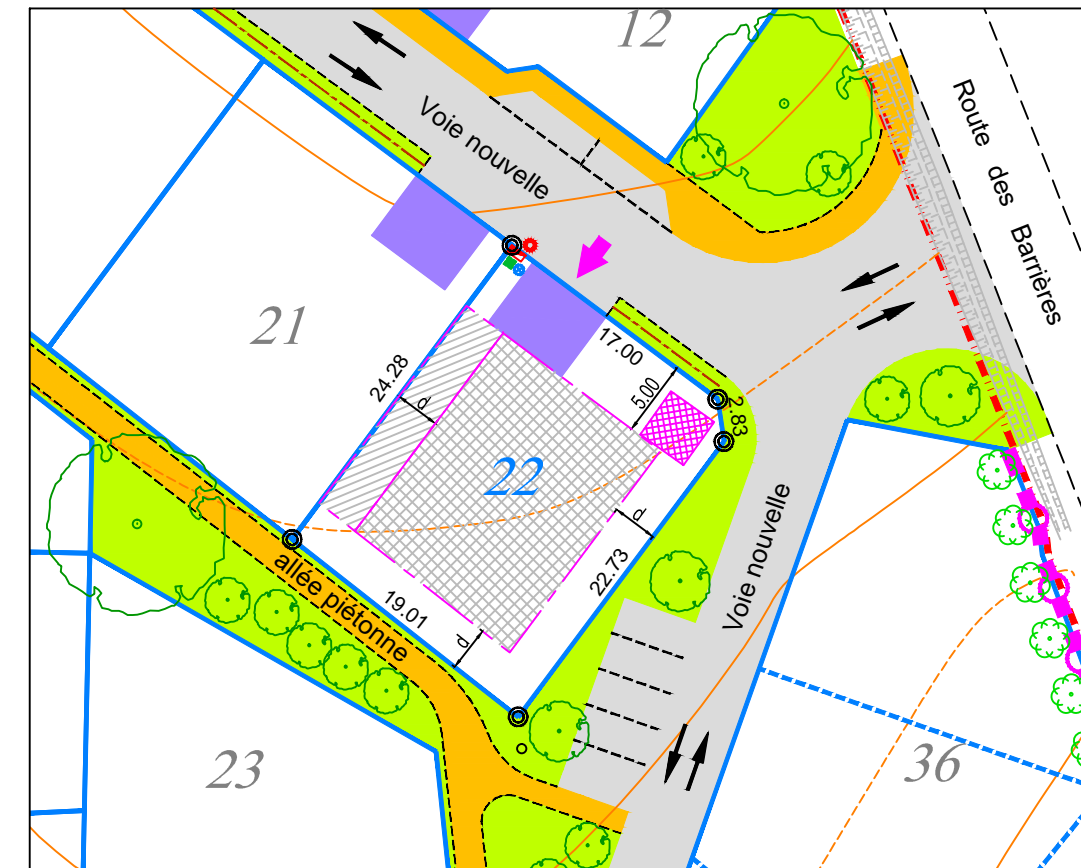 12
Voie nouvelle
Route des Barrières
21
17.00
24.28
5.00
2.83
d
22
d
22.73
Voie nouvelle
allée piétonne
19.01
d
23
36